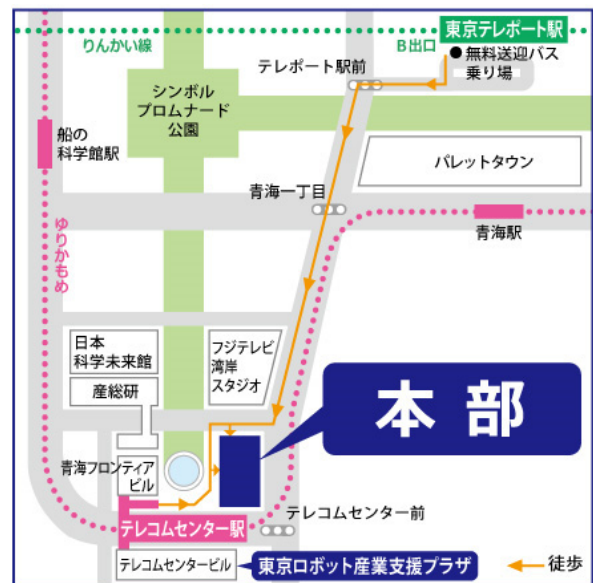 東京テレポート駅
りんかい線
B出口
無料送迎バス
乗り場
テレポート駅前
シンボル
プロムナード
公園
船の
科学館駅
パレットタウン
青海一丁目
青海駅
ゆりかもめ
日本
科学未来館
フジテレビ
湾岸
スタジオ
産総研
本部
青海フロンティア
ビル
テレコムセンター駅
テレコムセンター前
テレコムセンタービル
東京ロボット産業支援プラザ
徒歩